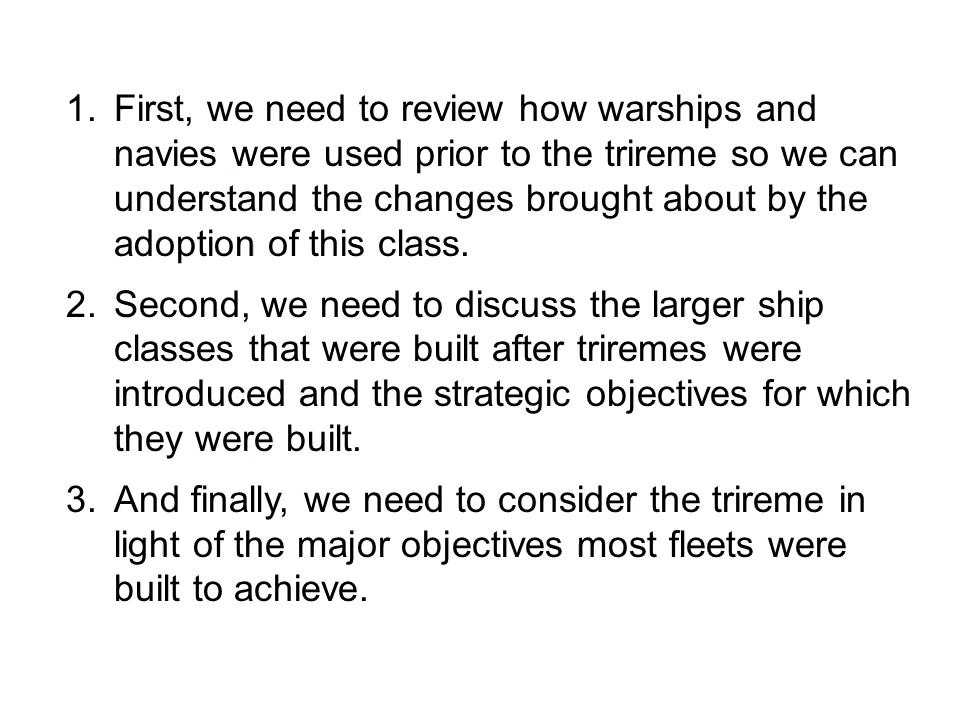 1. First, we need to review how warships and
navies were used prior to the trireme so we can
understand the changes brought about by the
adoption of this class.
2. Second, we need to discuss the larger ship
classes that were built after triremes were
introduced and the strategic objectives for which
they were built.
3. And finally, we need to consider the trireme in
light of the major objectives most fleets were
built to achieve.